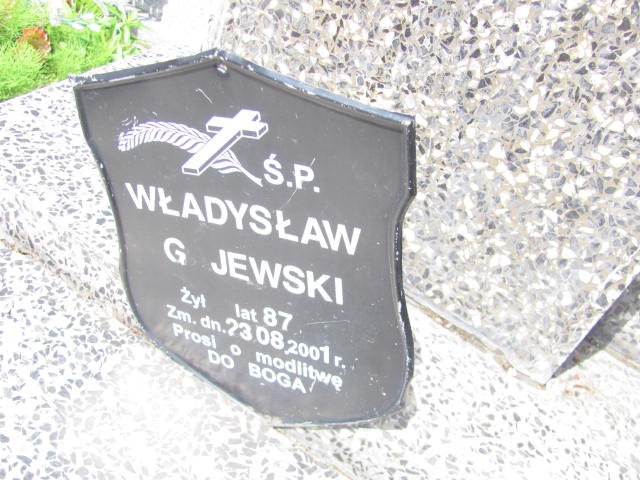 Ś.P.
WŁADYSŁAW
G JEWSKI
Żył lat 87
Zm. dn. 23.08.2001 r.
Prosi o modlitwę
DO BOGA